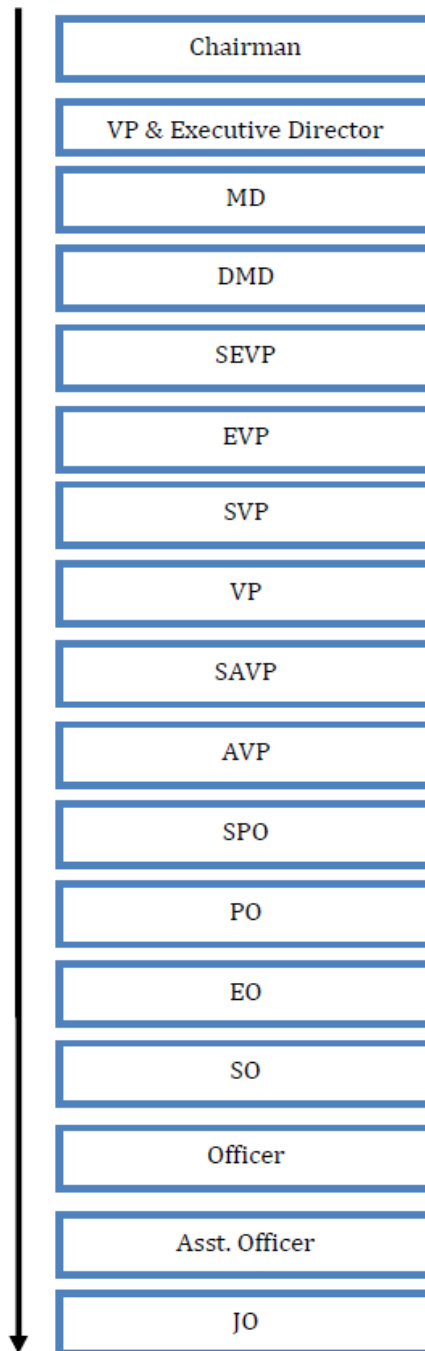 Chairman
VP & Executive Director
MD
DMD
SEVP
EVP
SVP
VP
SAVP
AVP
SPO
PO
EO
SO
Officer
Asst. Officer
JO